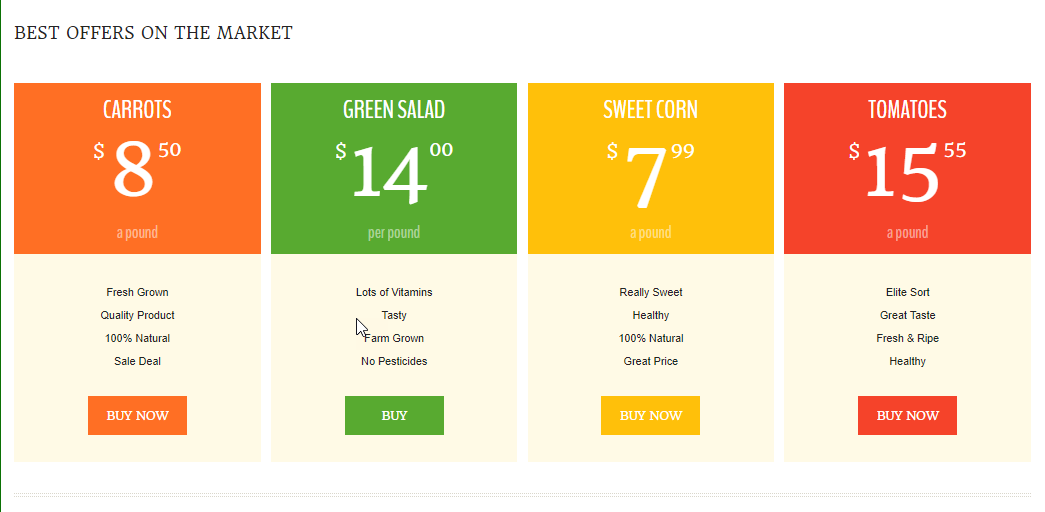 BEST OFFERS ON THE MARKET
CARROTS
$ 8 50
a pound
Fresh Grown
Quality Product
100% Natural
Sale Deal
BUY NOW
GREEN SALAD
$ 14 00
per pound
Lots of Vitamins
Tasty
Farm Grown
No Pesticides
BUY
SWEET CORN
$ 7 99
a pound
Really Sweet
Healthy
100% Natural
Great Price
BUY NOW
TOMATOES
$ 15 55
a pound
Elite Sort
Great Taste
Fresh & Ripe
Healthy
BUY NOW